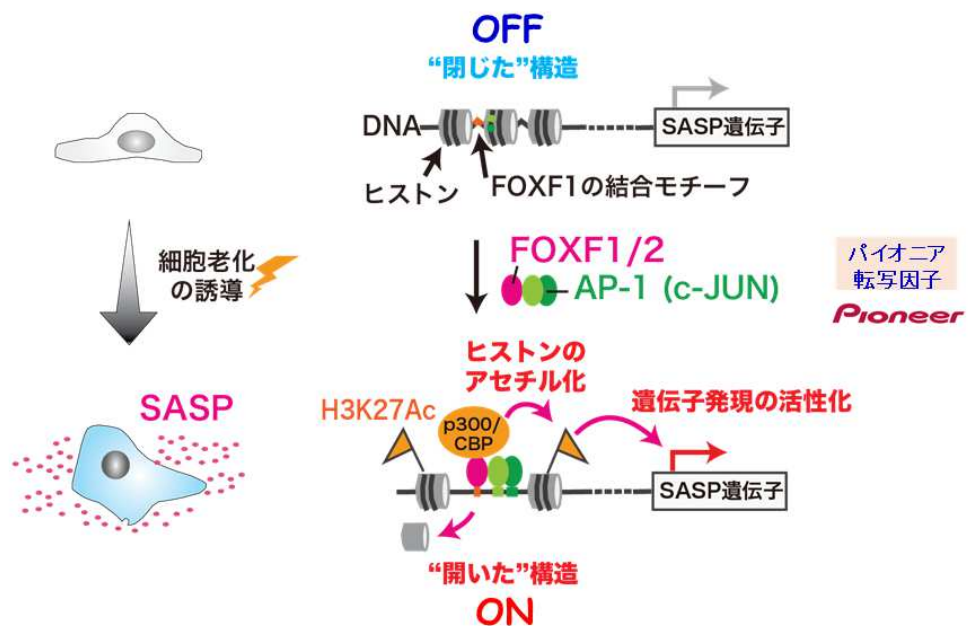 OFF
“閉じた”構造
DNA
SASP遺伝子
ヒストン
FOXF1の結合モチーフ
細胞老化
の誘導
FOXF1/2
AP-1 (c-JUN)
パイオニア
転写因子
Pioneer
ヒストンの
アセチル化
SASP
H3K27Ac
p300/
CBP
遺伝子発現の活性化
SASP遺伝子
“開いた”構造
ON